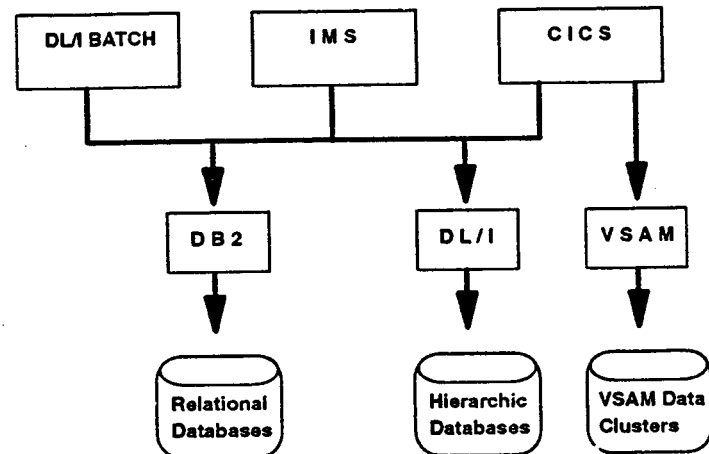 DL/I BATCH
IMS
CICS
DB2
DL/I
VSAM
Relational
Databases
Hierarchic
Databases
VSAM Data
Clusters